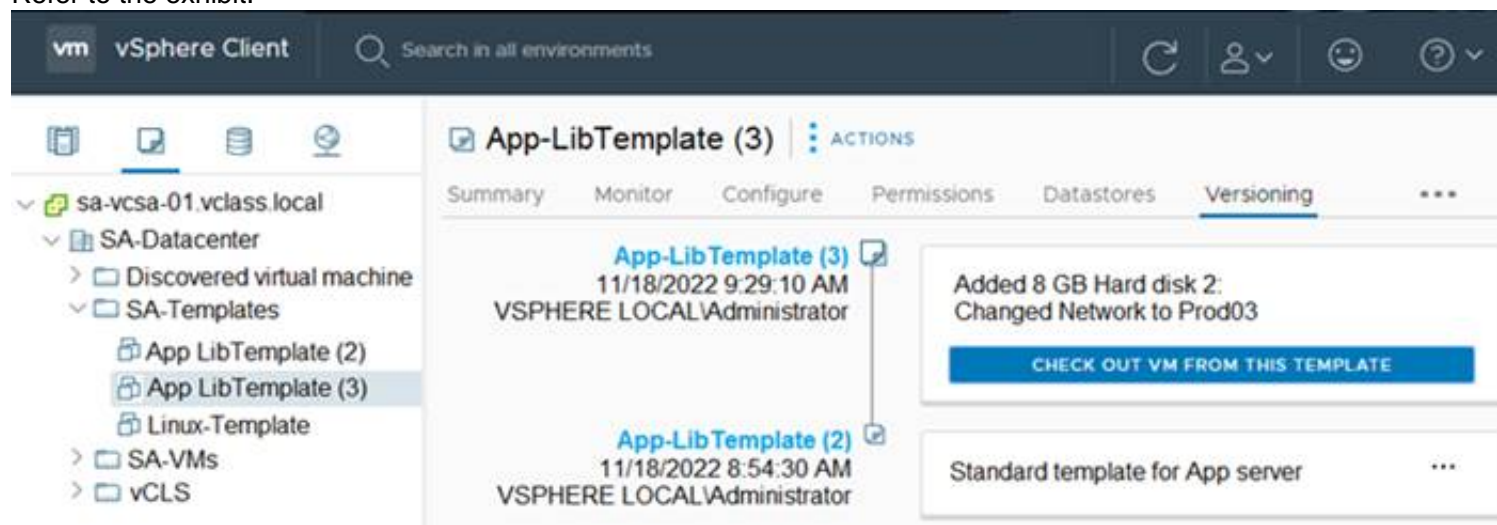 Refer to the exhibit.
vm vSphere Client Search in all environments
App-LibTemplate (3) ACTIONS
Summary Monitor Configure Permissions Datastores Versioning
sa-vcsa-01.vclass.local
SA-Datacenter
Discovered virtual machine
SA-Templates
App LibTemplate (2)
App LibTemplate (3)
Linux-Template
SA-VMs
vCLS
App-LibTemplate (3)
11/18/2022 9:29:10 AM
VSPHERE LOCAL\Administrator
Added 8 GB Hard disk 2:
Changed Network to Prod03
CHECK OUT VM FROM THIS TEMPLATE
App-LibTemplate (2)
11/18/2022 8:54:30 AM
VSPHERE LOCAL\Administrator
Standard template for App server